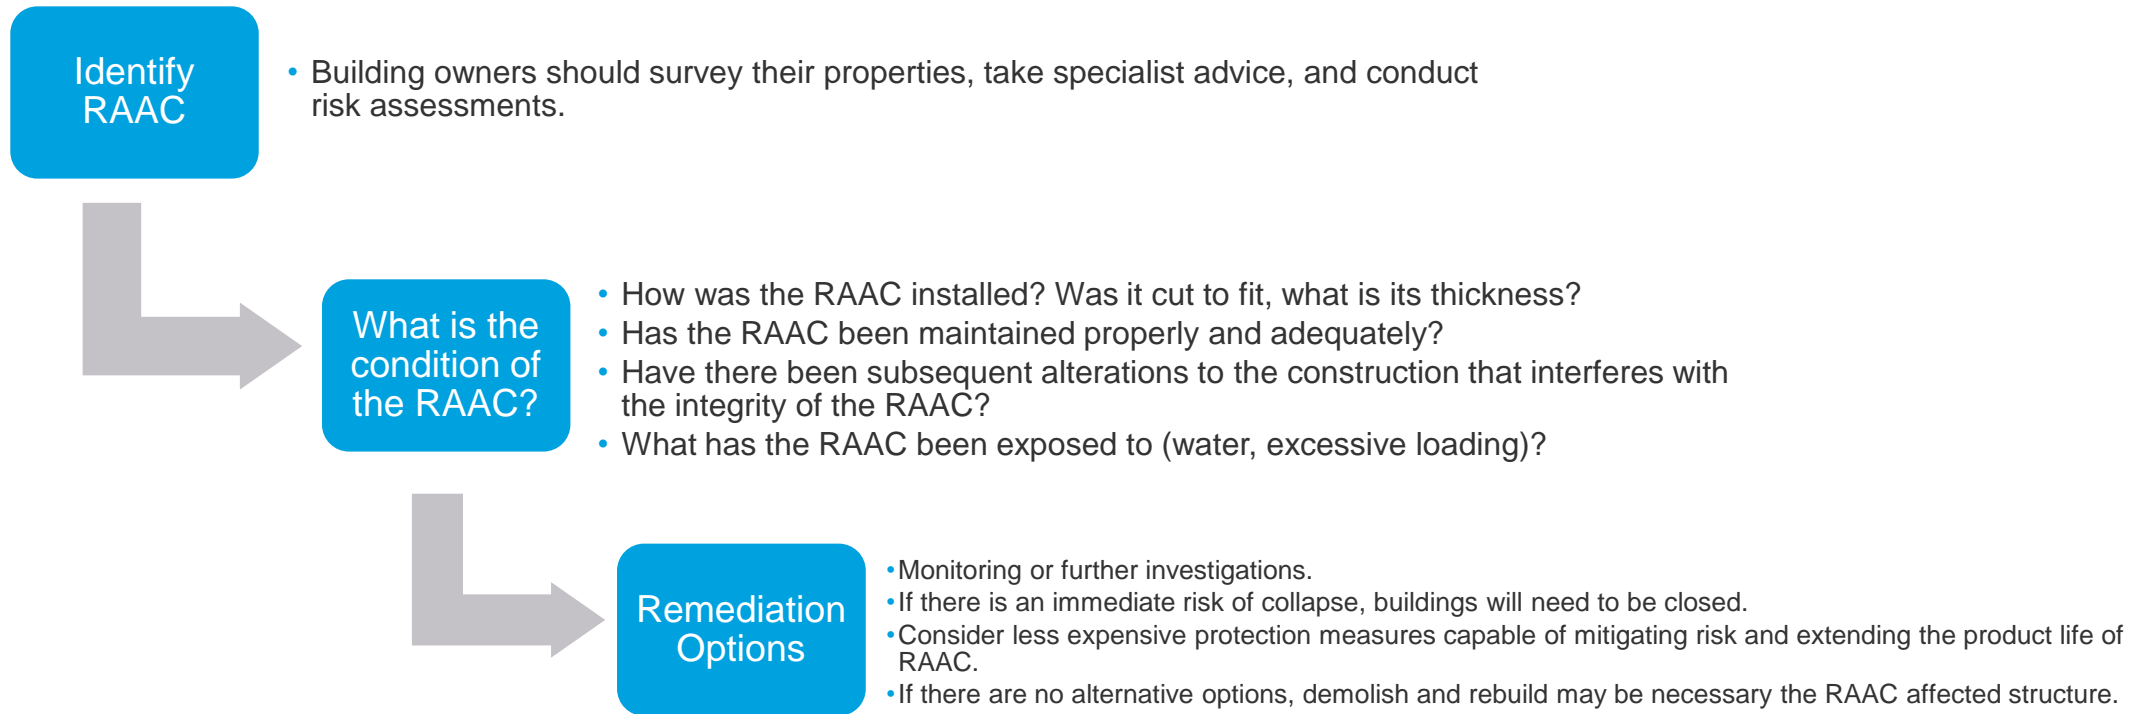 Identify
RAAC
• Building owners should survey their properties, take specialist advice, and conduct
risk assessments.
What is the
condition of
the RAAC?
• How was the RAAC installed? Was it cut to fit, what is its thickness?
• Has the RAAC been maintained properly and adequately?
• Have there been subsequent alterations to the construction that interferes with
the integrity of the RAAC?
• What has the RAAC been exposed to (water, excessive loading)?
Remediation
Options
•Monitoring or further investigations.
•If there is an immediate risk of collapse, buildings will need to be closed.
•Consider less expensive protection measures capable of mitigating risk and extending the product life of
RAAC.
•If there are no alternative options, demolish and rebuild may be necessary the RAAC affected structure.